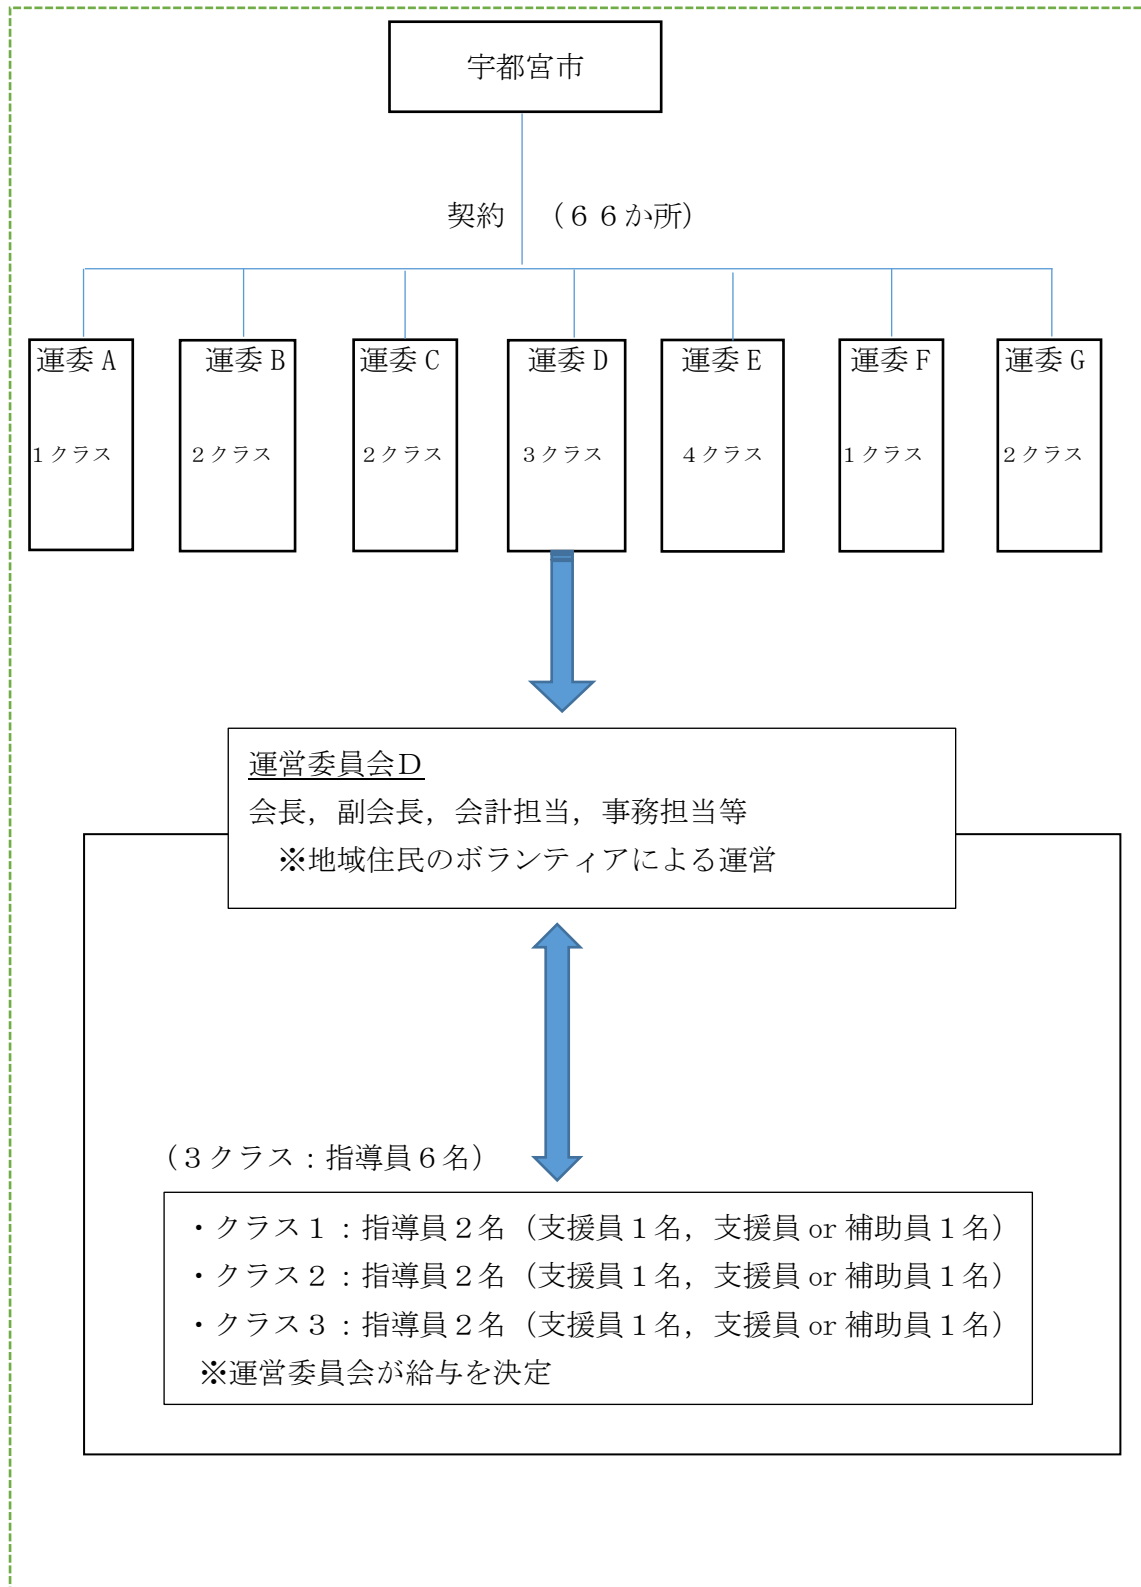 宇都宮市
契約 （６６か所）
運委 A 運委 B 運委 C 運委 D 運委 E 運委 F 運委 G
１クラス ２クラス ２クラス ３クラス ４クラス １クラス ２クラス
運営委員会Ｄ
会長，副会長，会計担当，事務担当等
※地域住民のボランティアによる運営
（３クラス：指導員６名）
・クラス１：指導員２名（支援員１名，支援員 or 補助員１名）
・クラス２：指導員２名（支援員１名，支援員 or 補助員１名）
・クラス３：指導員２名（支援員１名，支援員 or 補助員１名）
※運営委員会が給与を決定